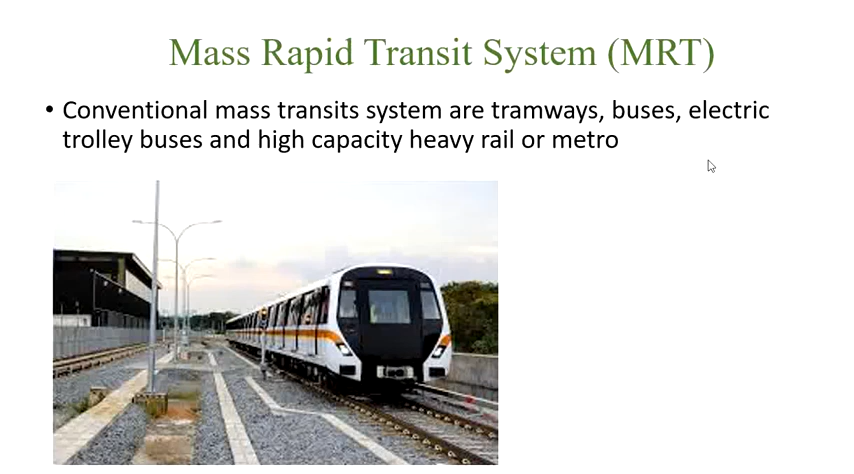 Mass Rapid Transit System (MRT)
• Conventional mass transits system are tramways, buses, electric
trolley buses and high capacity heavy rail or metro